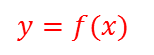 y = f(x)